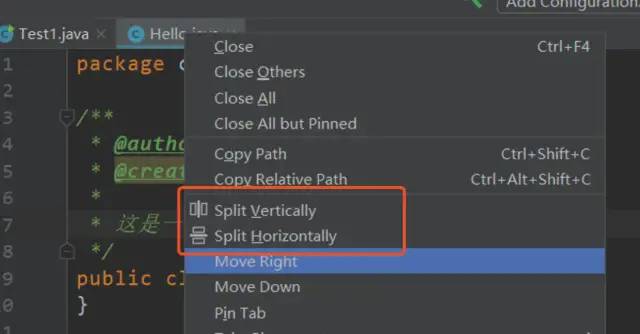 Add Configuration.
Test1.java
Hello.java
Close Ctrl+F4
Close Others
Close All
Close All but Pinned
Copy Path Ctrl+Shift+C
Copy Relative Path Ctrl+Alt+Shift+C
Split Vertically
Split Horizontally
Move Right
Move Down
Pin Tab
1 package
2
3 /**
4 * @autho
5 * @creat
6 *
7 * 这是一
8 */
9 public cl
0 }